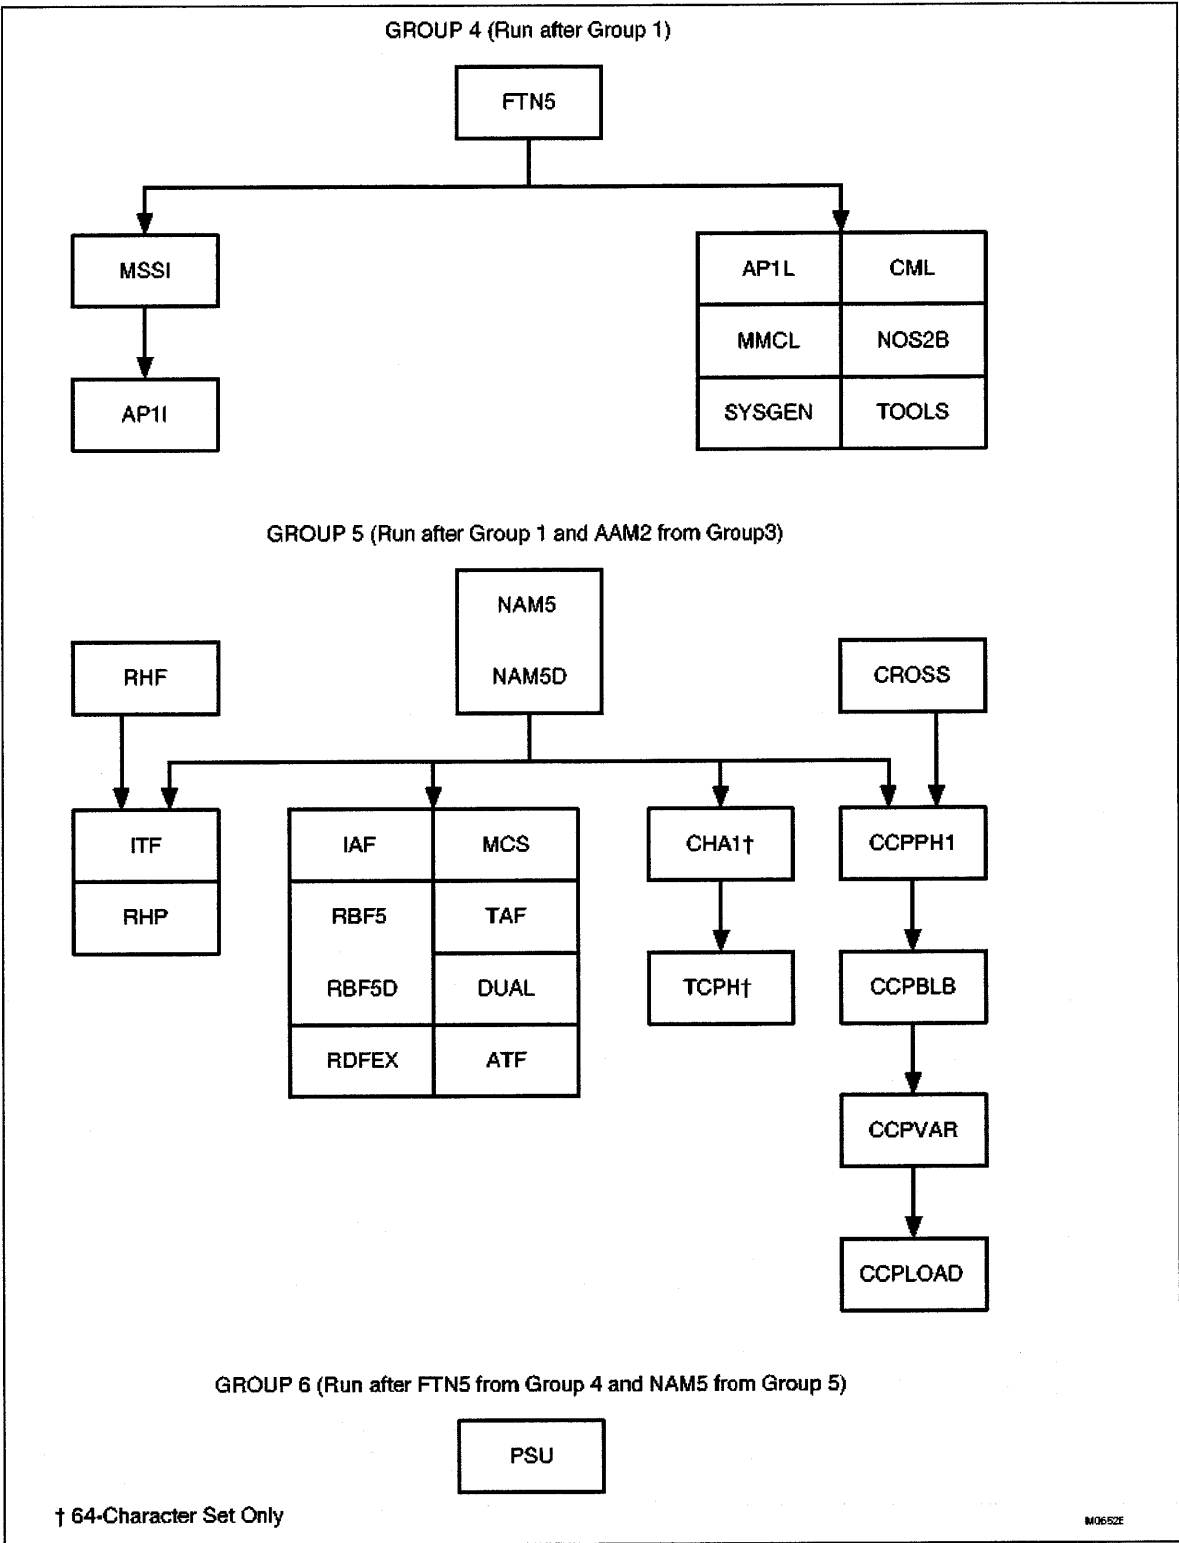 GROUP 4 (Run after Group 1)
FTN5
MSSI
AP1I
AP1L
CML
MMCL
NOS2B
SYSGEN
TOOLS
GROUP 5 (Run after Group 1 and AAM2 from Group3)
NAM5
NAM5D
RHF
CROSS
ITF
RHP
IAF
MCS
RBF5
TAF
RBF5D
DUAL
RDFEX
ATF
CHA1†
TCPH†
CCPPH1
CCPBLB
CCPVAR
CCPLOAD
GROUP 6 (Run after FTN5 from Group 4 and NAM5 from Group 5)
PSU
† 64-Character Set Only
M0652E